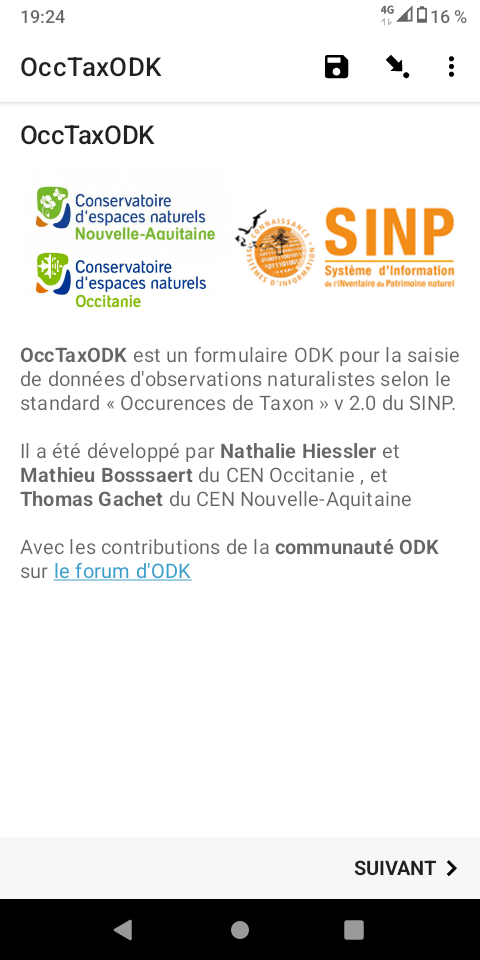 19:24
4G
16 %
OccTaxODK
OccTaxODK
Conservatoire
d'espaces naturels
Nouvelle-Aquitaine
Conservatoire
d'espaces naturels
Occitanie
CONNAISSANCE
SYSTÈMES D'INFORMATION
SINP
Système d'Information
de l'iNventaire du Patrimoine naturel
OccTaxODK est un formulaire ODK pour la saisie
de données d'observations naturalistes selon le
standard « Occurences de Taxon » v 2.0 du SINP.
Il a été développé par Nathalie Hiessler et
Mathieu Bosssaert du CEN Occitanie , et
Thomas Gachet du CEN Nouvelle-Aquitaine
Avec les contributions de la communauté ODK
sur le forum d'ODK
SUIVANT